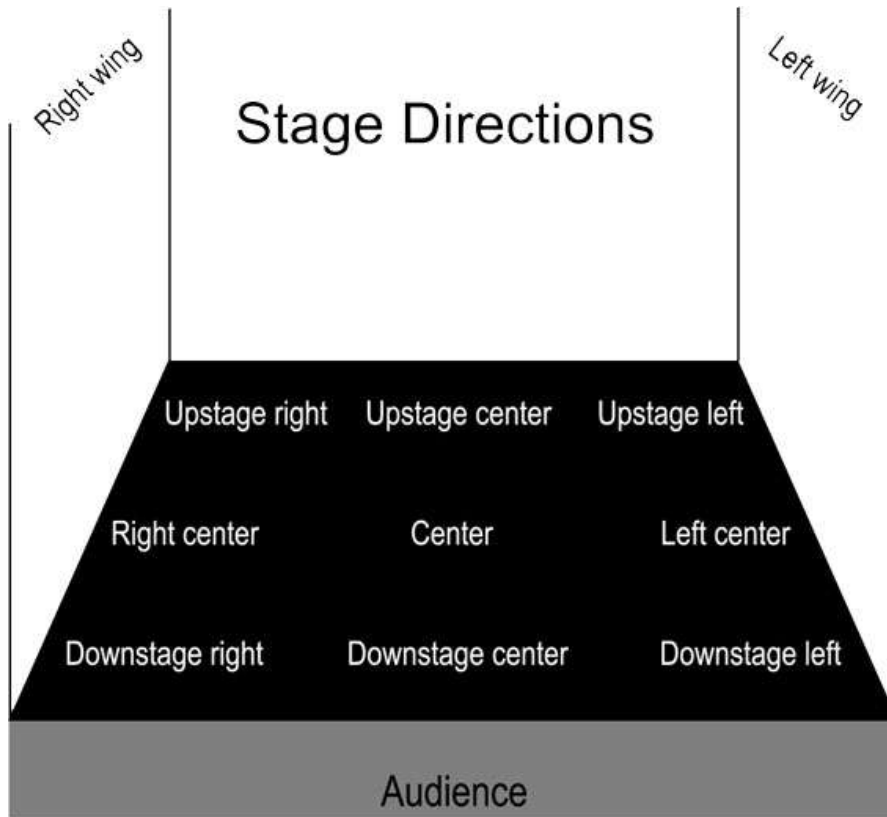 Right wing
Left wing
Stage Directions
Upstage right Upstage center Upstage left
Right center Center Left center
Downstage right Downstage center Downstage left
Audience